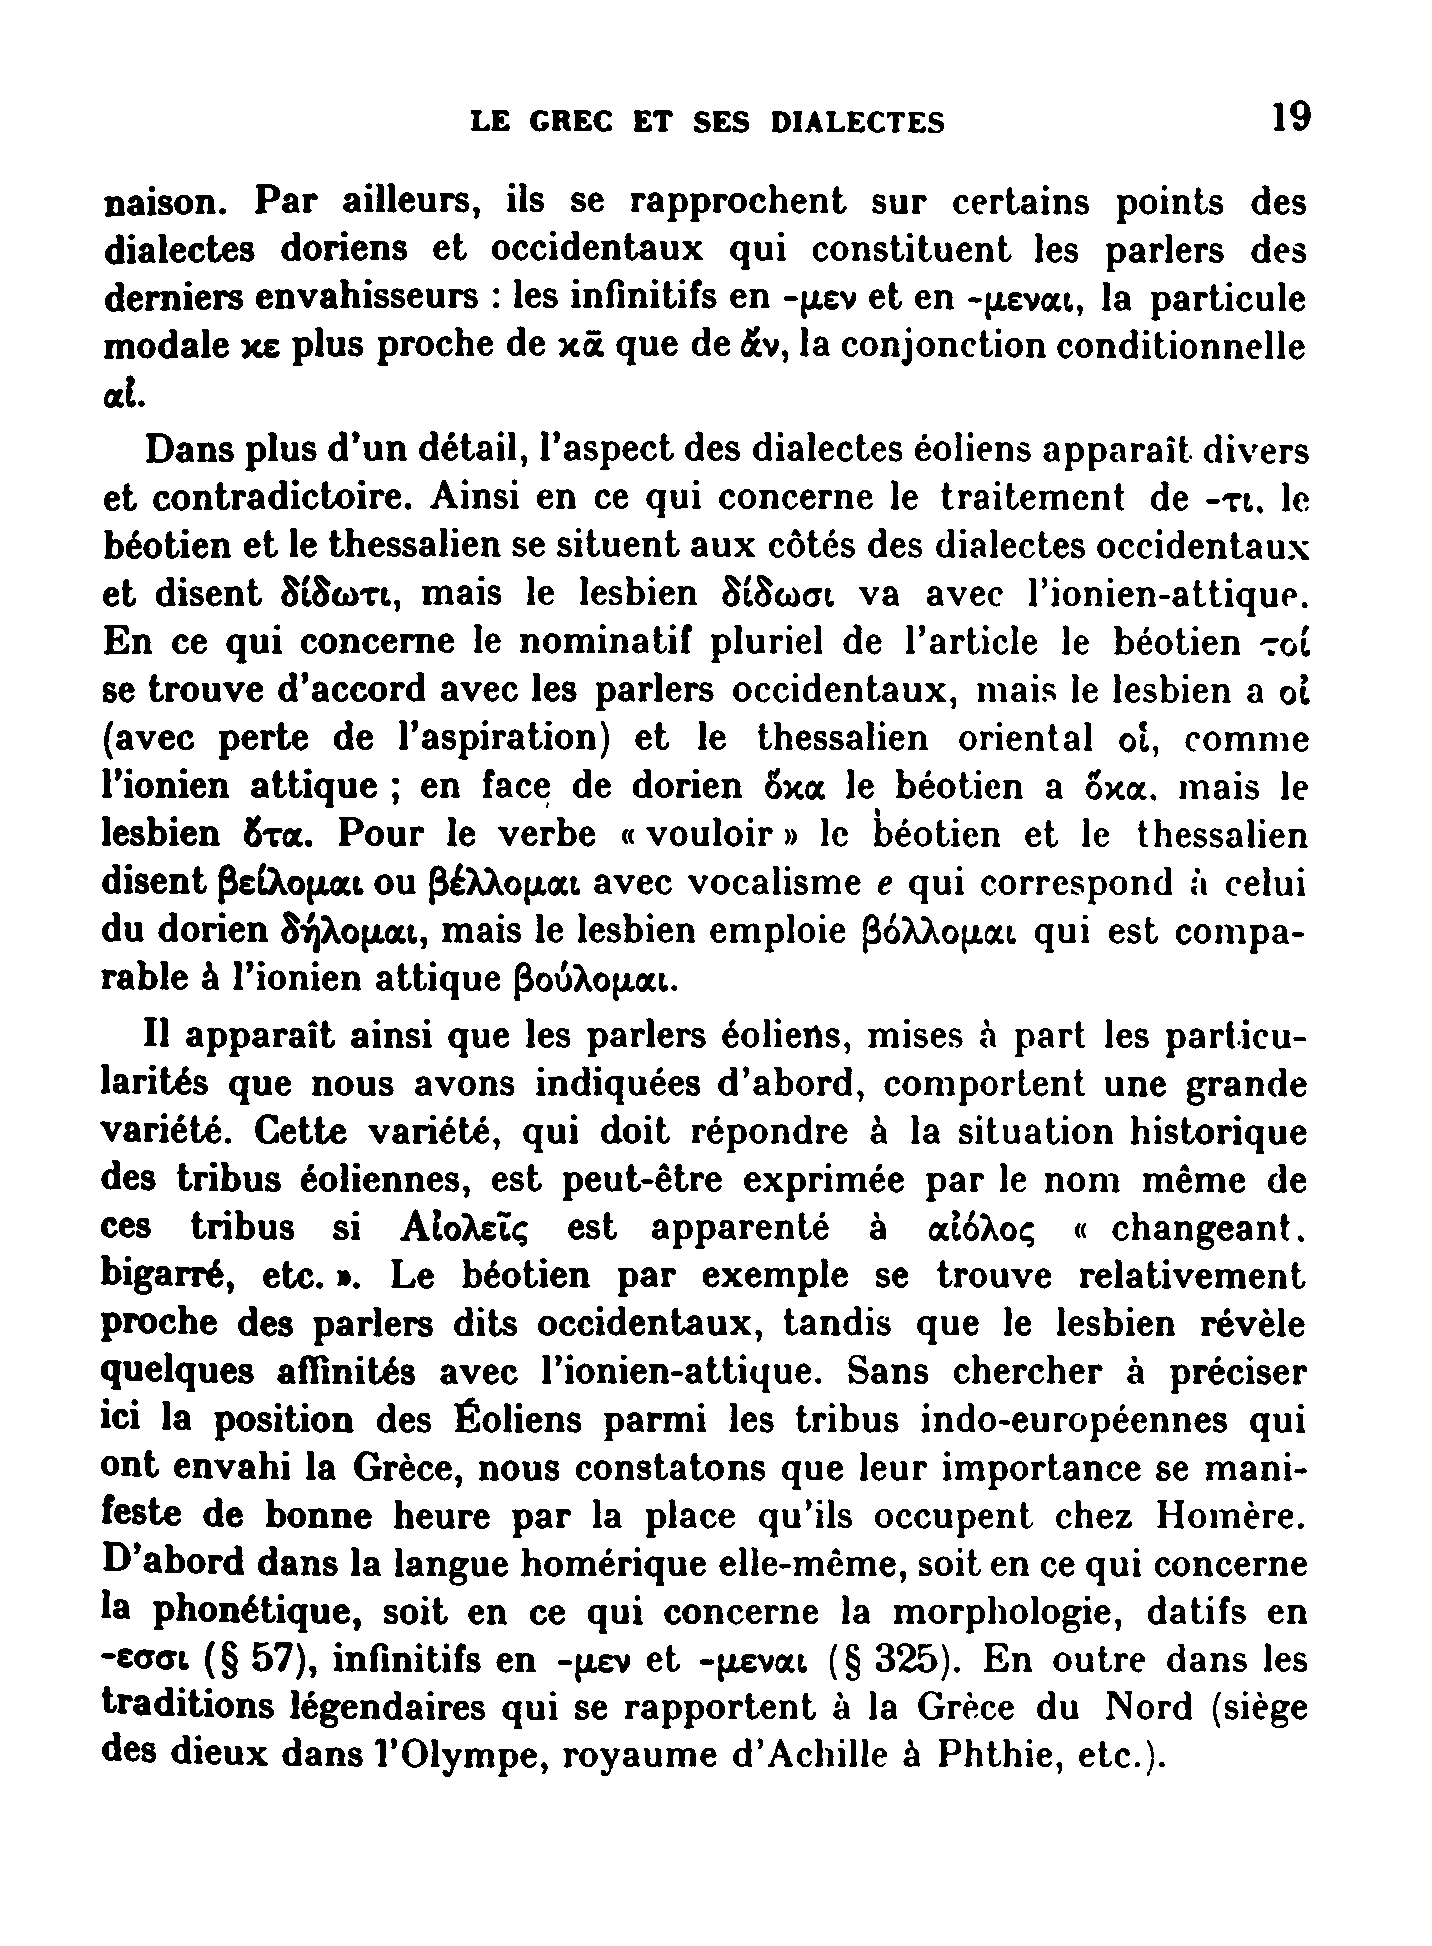 LE GREC ET SES DIALECTES 19
naison. Par ailleurs, ils se rapprochent sur certains points des
dialectes doriens et occidentaux qui constituent les parlers des
derniers envahisseurs : les infinitifs en -μεν et en -μεναι, la particule
modale κε plus proche de κᾱ que de ἄν, la conjonction conditionnelle
αἰ.
Dans plus d'un détail, l'aspect des dialectes éoliens apparaît divers
et contradictoire. Ainsi en ce qui concerne le traitement de -τι, le
béotien et le thessalien se situent aux côtés des dialectes occidentaux
et disent δίδωτι, mais le lesbien δίδωσι va avec l'ionien-attique.
En ce qui concerne le nominatif pluriel de l'article le béotien τοί
se trouve d'accord avec les parlers occidentaux, mais le lesbien a οἰ
(avec perte de l'aspiration) et le thessalien oriental οἱ, comme
l'ionien attique ; en face de dorien ὅκα le béotien a ὅκα, mais le
lesbien ὄτα. Pour le verbe « vouloir » le béotien et le thessalien
disent βείλομαι ou βέλλομαι avec vocalisme e qui correspond à celui
du dorien δήλομαι, mais le lesbien emploie βόλλομαι qui est compa-
rable à l'ionien attique βούλομαι.
Il apparaît ainsi que les parlers éoliens, mises à part les particu-
larités que nous avons indiquées d'abord, comportent une grande
variété. Cette variété, qui doit répondre à la situation historique
des tribus éoliennes, est peut-être exprimée par le nom même de
ces tribus si Αἰολεῖς est apparenté à αἰόλος « changeant,
bigarré, etc. ». Le béotien par exemple se trouve relativement
proche des parlers dits occidentaux, tandis que le lesbien révèle
quelques affinités avec l'ionien-attique. Sans chercher à préciser
ici la position des Éoliens parmi les tribus indo-européennes qui
ont envahi la Grèce, nous constatons que leur importance se mani-
feste de bonne heure par la place qu'ils occupent chez Homère.
D'abord dans la langue homérique elle-même, soit en ce qui concerne
la phonétique, soit en ce qui concerne la morphologie, datifs en
-εσσι (§ 57), infinitifs en -μεν et -μεναι (§ 325). En outre dans les
traditions légendaires qui se rapportent à la Grèce du Nord (siège
des dieux dans l'Olympe, royaume d'Achille à Phthie, etc.).